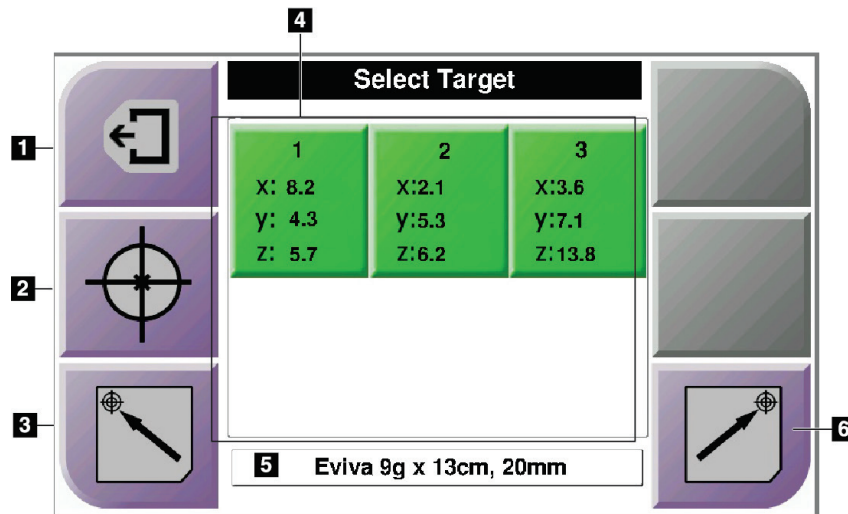 4
Select Target
1
2
3
5
6
1 2 3
x: 8.2 x:2.1 x:3.6
y: 4.3 y:5.3 y:7.1
z: 5.7 z:6.2 z:13.8
Eviva 9g x 13cm, 20mm